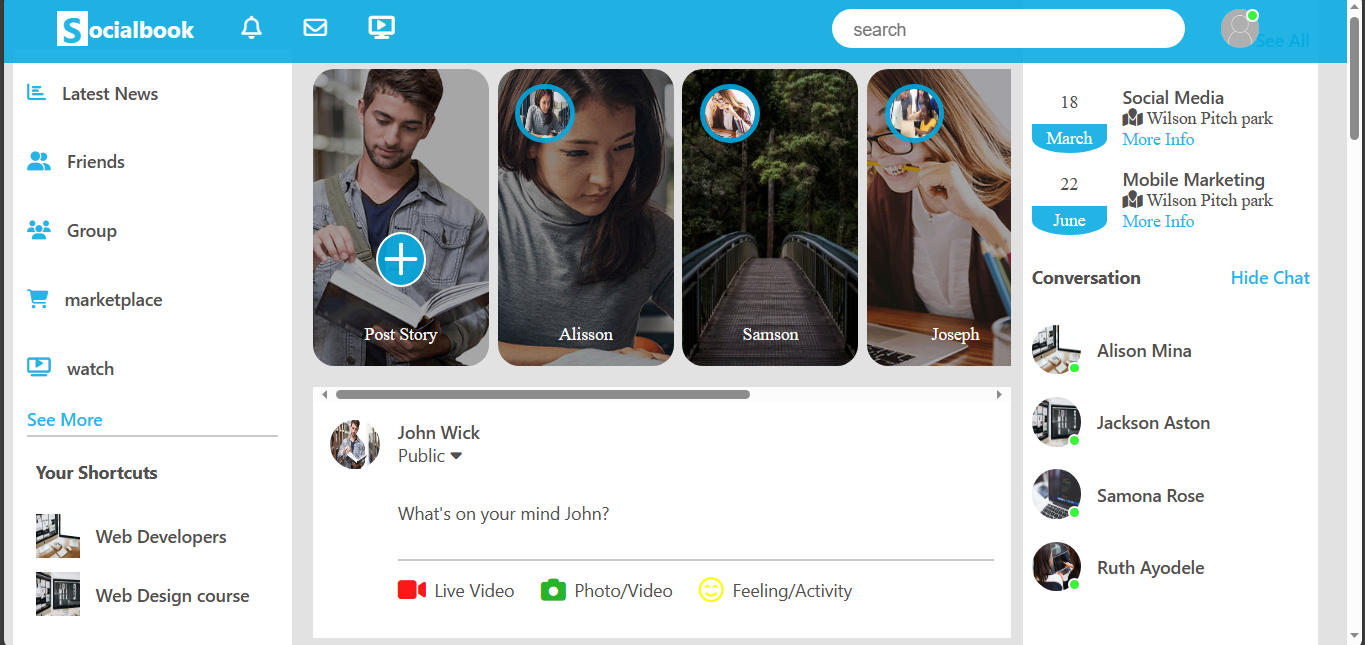 Socialbook
search
See All
Latest News
Friends
Group
marketplace
watch
See More
Your Shortcuts
Web Developers
Web Design course
Post Story
Alisson
Samson
Joseph
John Wick
Public
What's on your mind John?
Live Video
Photo/Video
Feeling/Activity
18
March
Social Media
Wilson Pitch park
More Info
22
June
Mobile Marketing
Wilson Pitch park
More Info
Conversation
Hide Chat
Alison Mina
Jackson Aston
Samona Rose
Ruth Ayodele